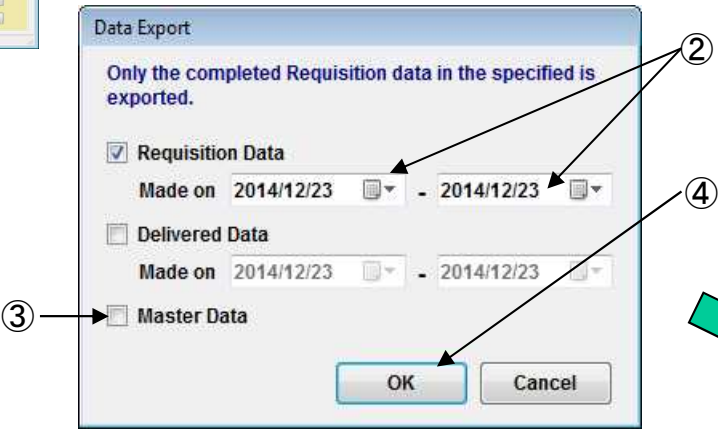 Data Export
Only the completed Requisition data in the specified is
exported.
②
Requisition Data
Made on 2014/12/23 - 2014/12/23
④
Delivered Data
Made on 2014/12/23 - 2014/12/23
③ Master Data
OK Cancel